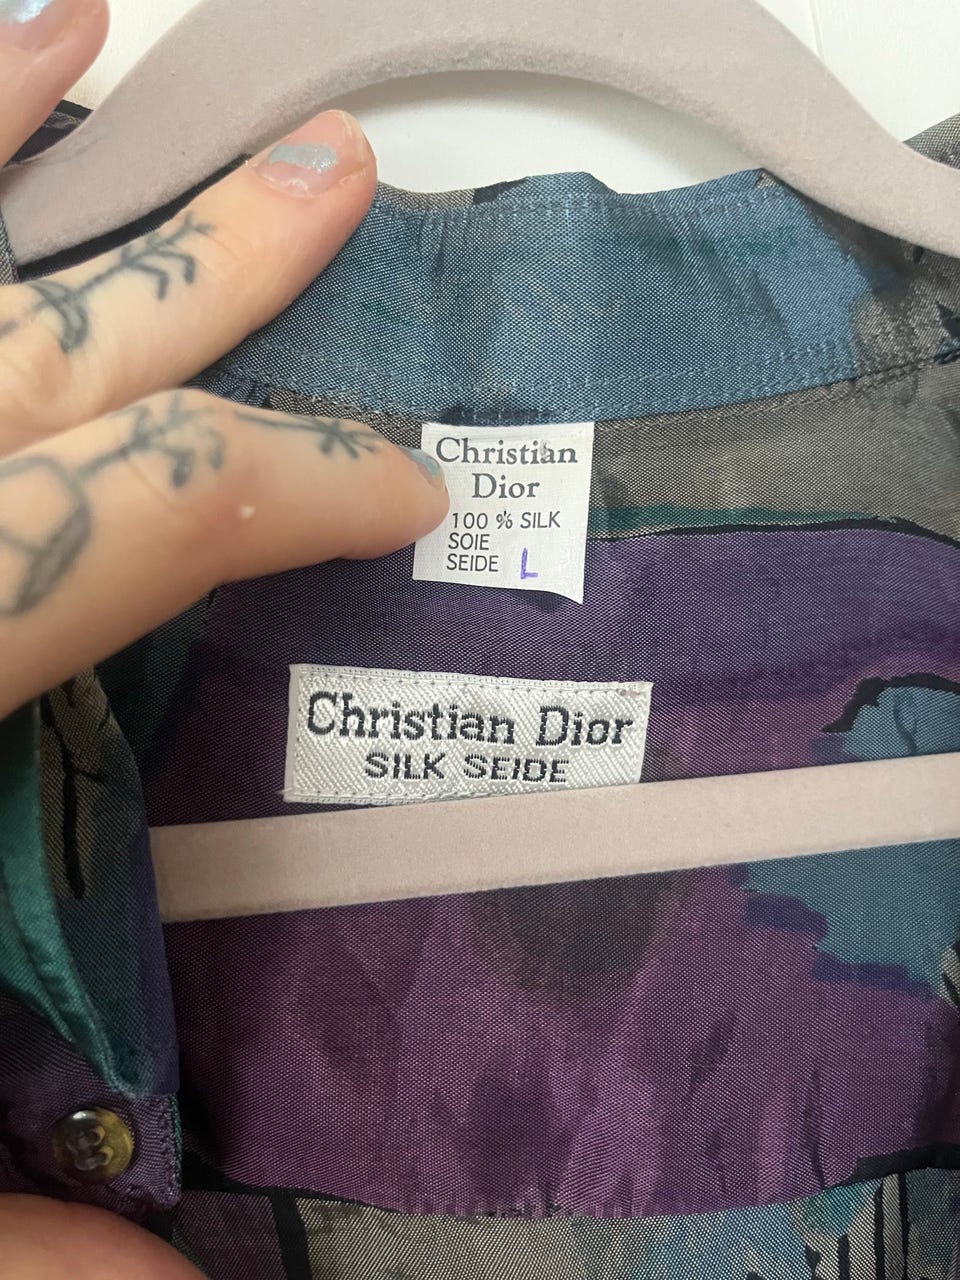 Christian
Dior
100 % SILK
SOIE
SEIDE L
Christian Dior
SILK SEIDE